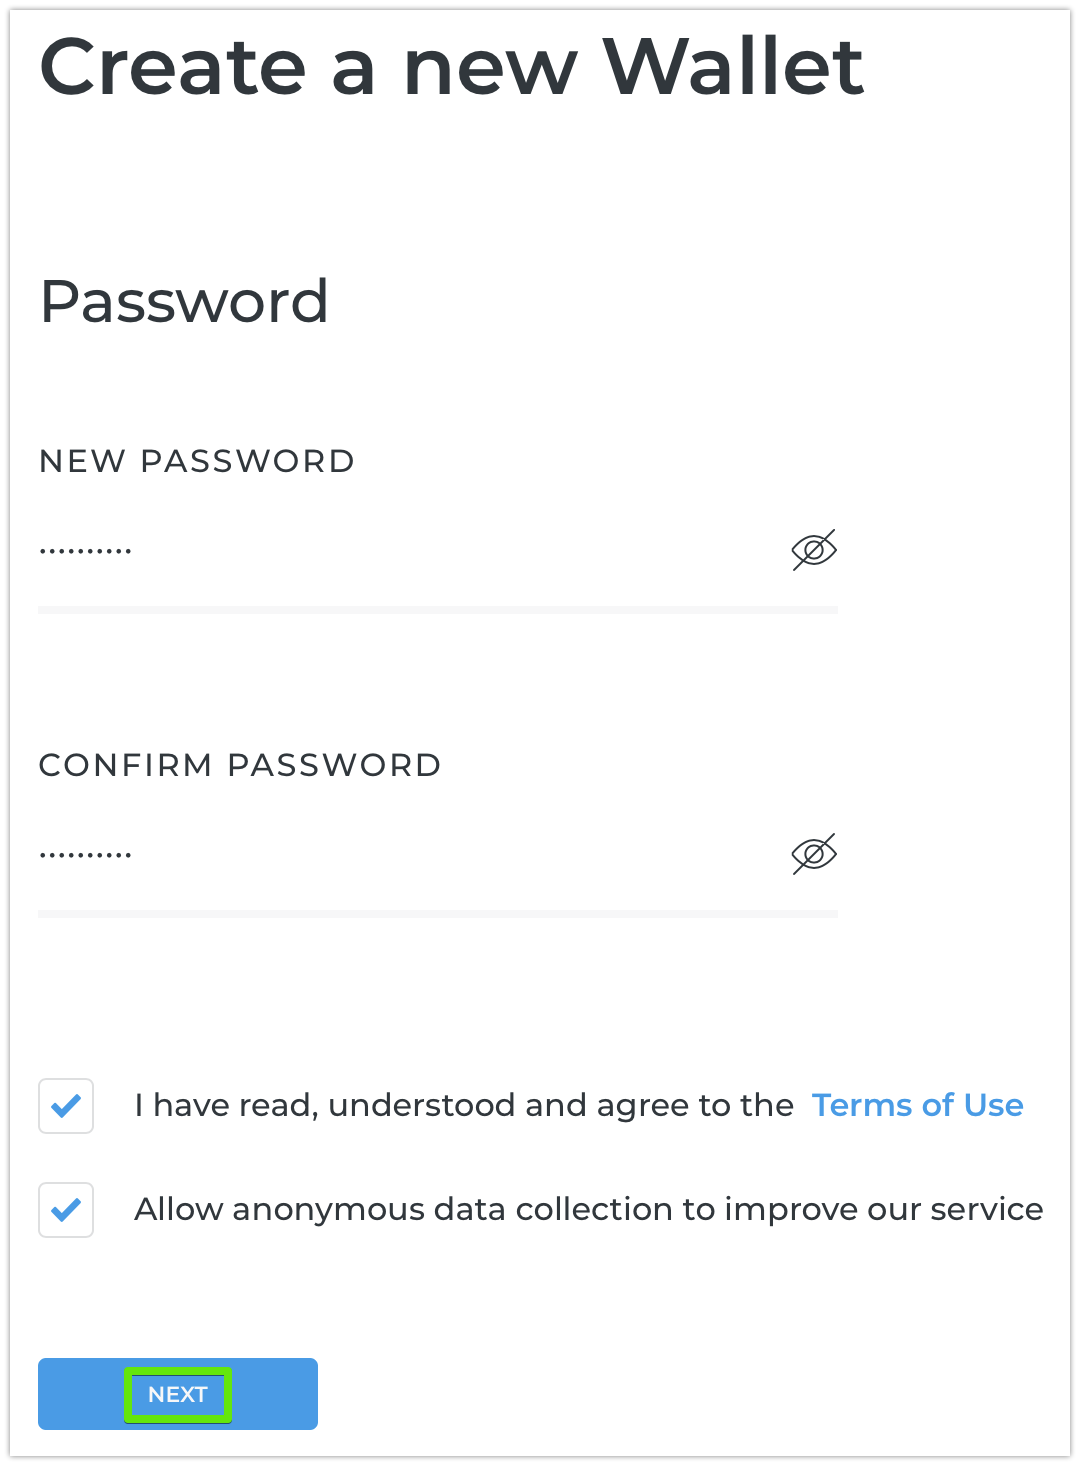 Create a new Wallet
Password
NEW PASSWORD
··········
CONFIRM PASSWORD
··········
I have read, understood and agree to the Terms of Use
Allow anonymous data collection to improve our service
NEXT